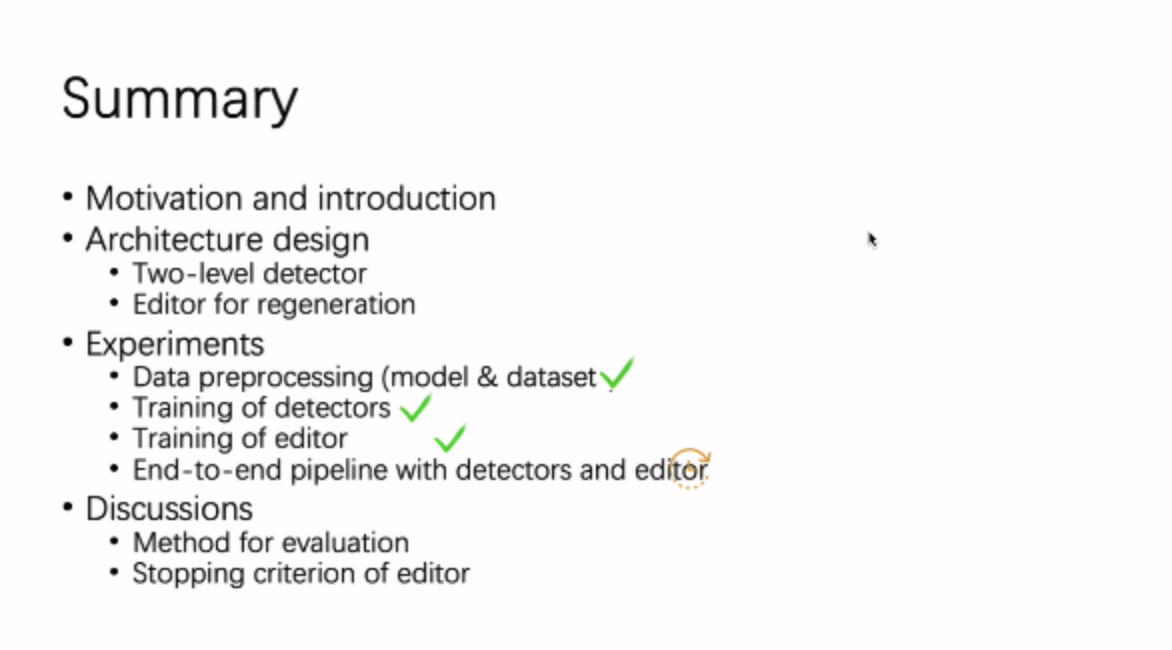 Summary
• Motivation and introduction
• Architecture design
• Two-level detector
• Editor for regeneration
• Experiments
• Data preprocessing (model & dataset
• Training of detectors
• Training of editor
• End-to-end pipeline with detectors and editor
• Discussions
• Method for evaluation
• Stopping criterion of editor